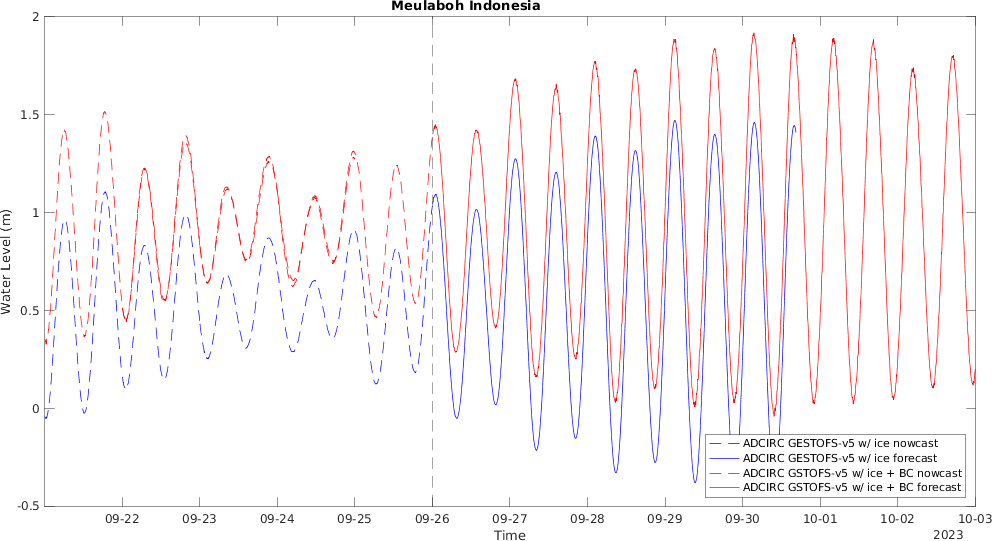 Meulaboh Indonesia
2
1.5
1
0.5
0
-0.5
Water Level (m)
ADCIRC GESTOFS-v5 w/ ice nowcast
ADCIRC GESTOFS-v5 w/ ice forecast
ADCIRC GSTOFS-v5 w/ ice + BC nowcast
ADCIRC GSTOFS-v5 w/ ice + BC forecast
09-22 09-23 09-24 09-25 09-26 09-27 09-28 09-29 09-30 10-01 10-02 10-03
Time
2023